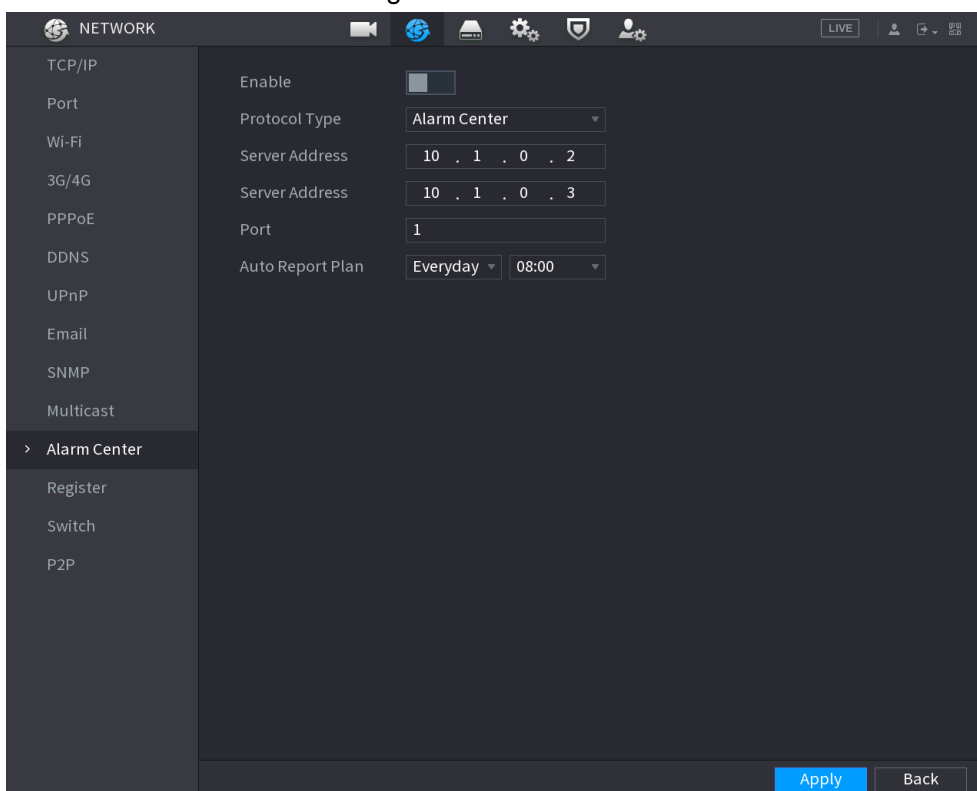 NETWORK LIVE
TCP/IP
Port
Wi-Fi
3G/4G
PPPoE
DDNS
UPnP
Email
SNMP
Multicast
> Alarm Center
Register
Switch
P2P
Enable
Protocol Type Alarm Center
Server Address 10 . 1 . 0 . 2
Server Address 10 . 1 . 0 . 3
Port 1
Auto Report Plan Everyday 08:00
Apply Back